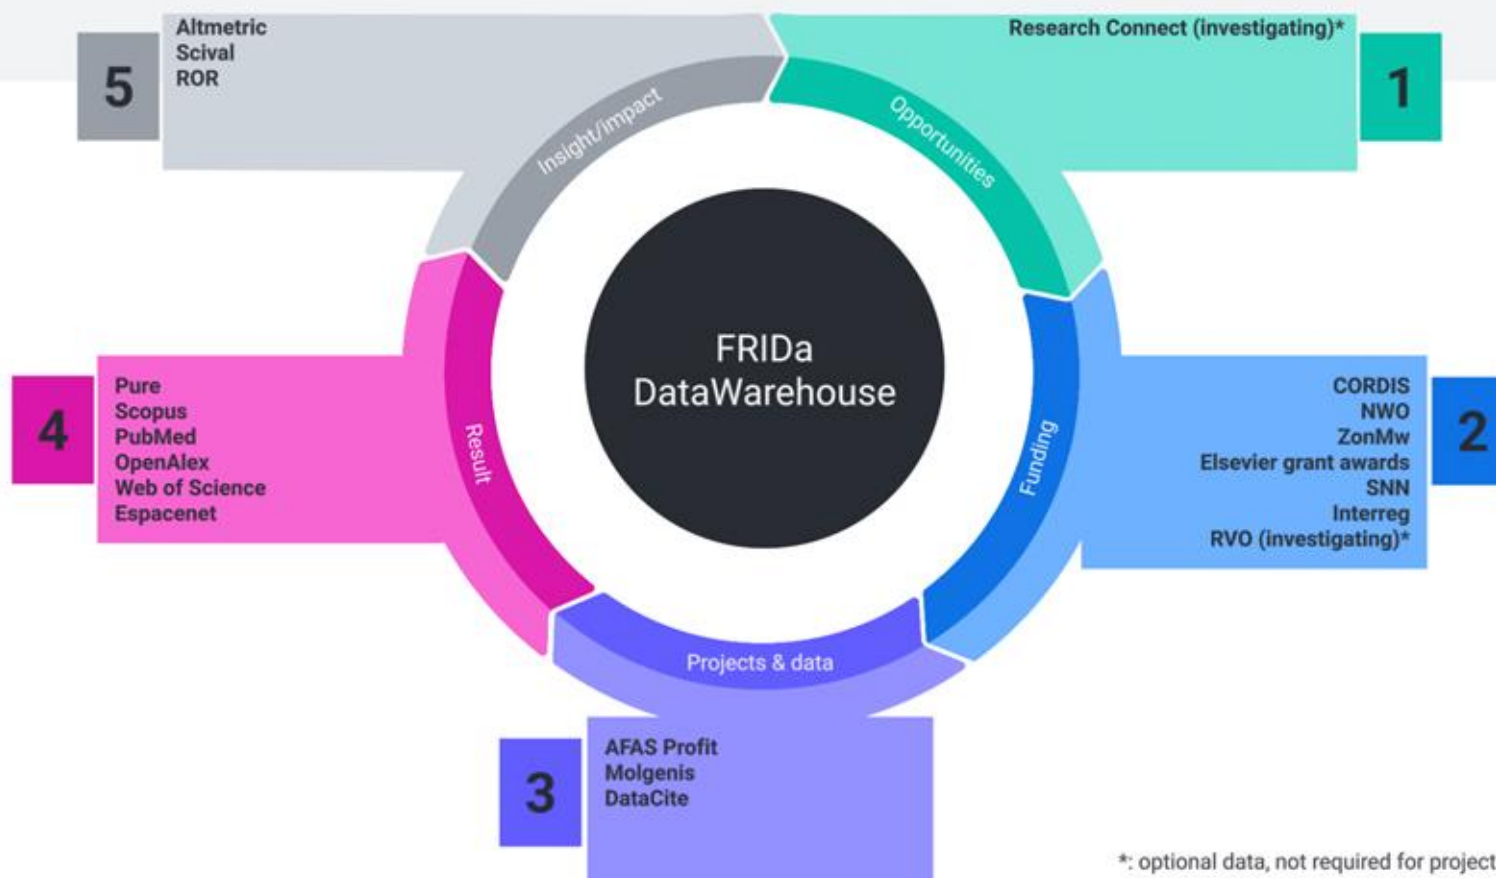 Altmetric
Scival
ROR
5
Insight/impact
Research Connect (investigating)*
1
Opportunities
FRIDa
DataWarehouse
Pure
Scopus
PubMed
OpenAlex
Web of Science
Espacenet
4
Result
CORDIS
NWO
ZonMw
Elsevier grant awards
SNN
Interreg
RVO (investigating)*
2
Funding
Projects & data
AFAS Profit
Molgenis
DataCite
3
*: optional data, not required for project